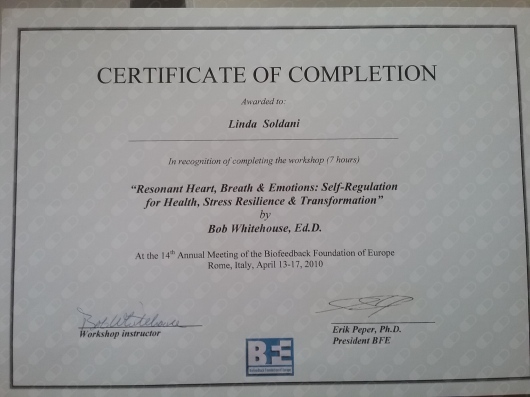 CERTIFICATE OF COMPLETION
Awarded to:
Linda Soldani
In recognition of completing the workshop (7 hours)
"Resonant Heart, Breath & Emotions: Self-Regulation
for Health, Stress Resilience & Transformation"
by
Bob Whitehouse, Ed.D.
At the 14th Annual Meeting of the Biofeedback Foundation of Europe
Rome, Italy, April 13-17, 2010
Bob Whitehouse
Workshop instructor
Erik Peper, Ph.D.
President BFE
BFE